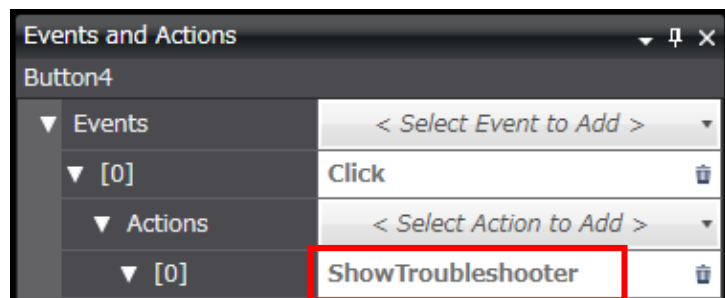 Events and Actions
Button4
Events < Select Event to Add >
[0] Click
Actions < Select Action to Add >
[0] ShowTroubleshooter